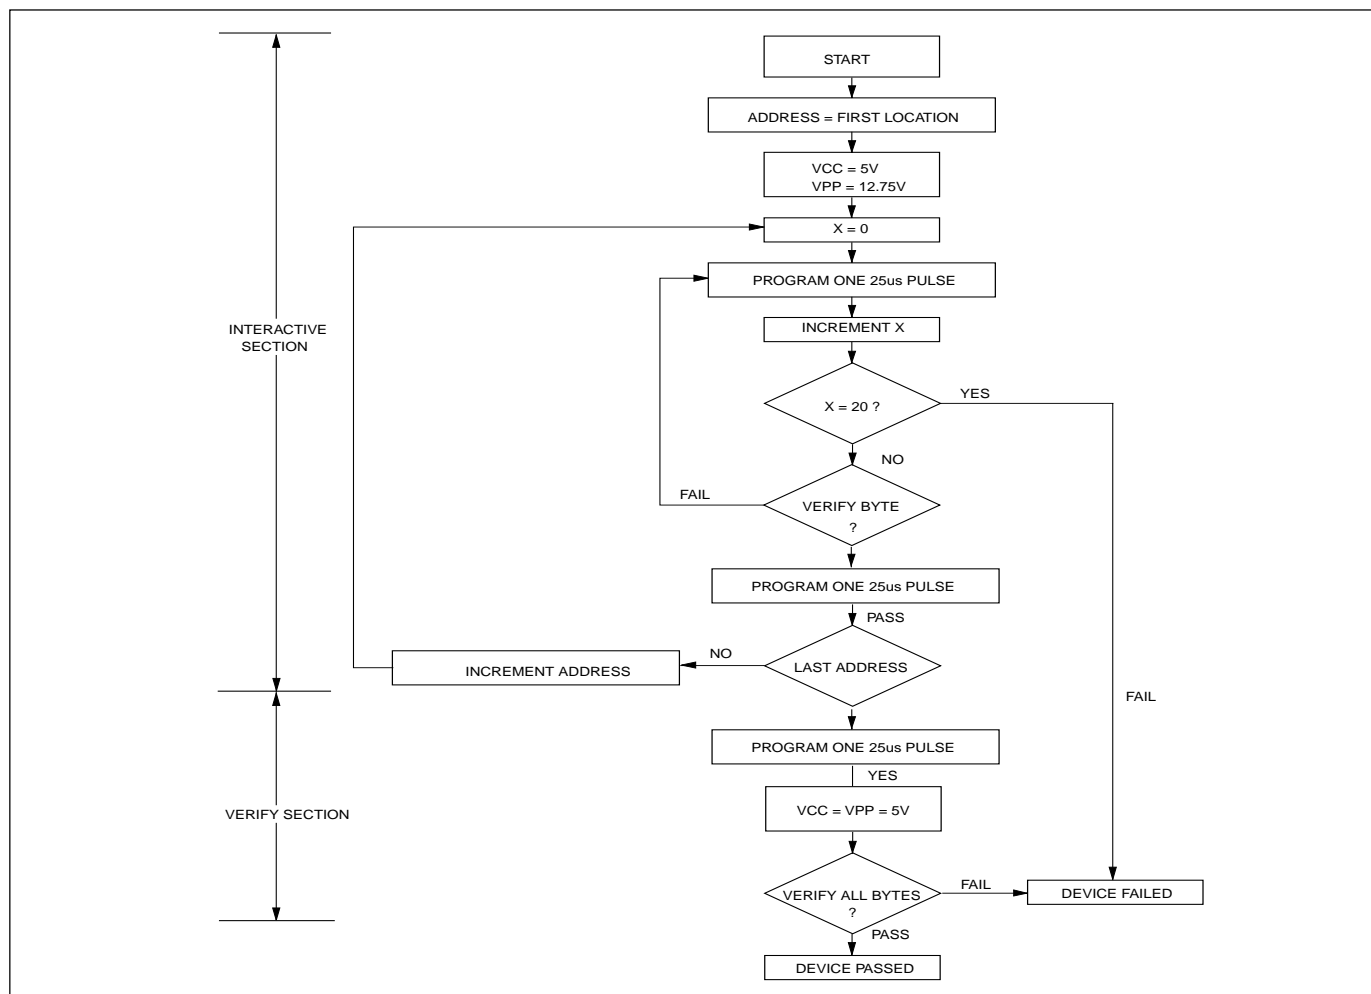 START
ADDRESS = FIRST LOCATION
VCC = 5V
VPP = 12.75V
X = 0
PROGRAM ONE 25us PULSE
INTERACTIVE
SECTION
INCREMENT X
X = 20 ?
YES
NO
FAIL
VERIFY BYTE
?
PROGRAM ONE 25us PULSE
PASS
NO
LAST ADDRESS
INCREMENT ADDRESS
FAIL
PROGRAM ONE 25us PULSE
YES
VERIFY SECTION
VCC = VPP = 5V
VERIFY ALL BYTES
?
FAIL
DEVICE FAILED
PASS
DEVICE PASSED